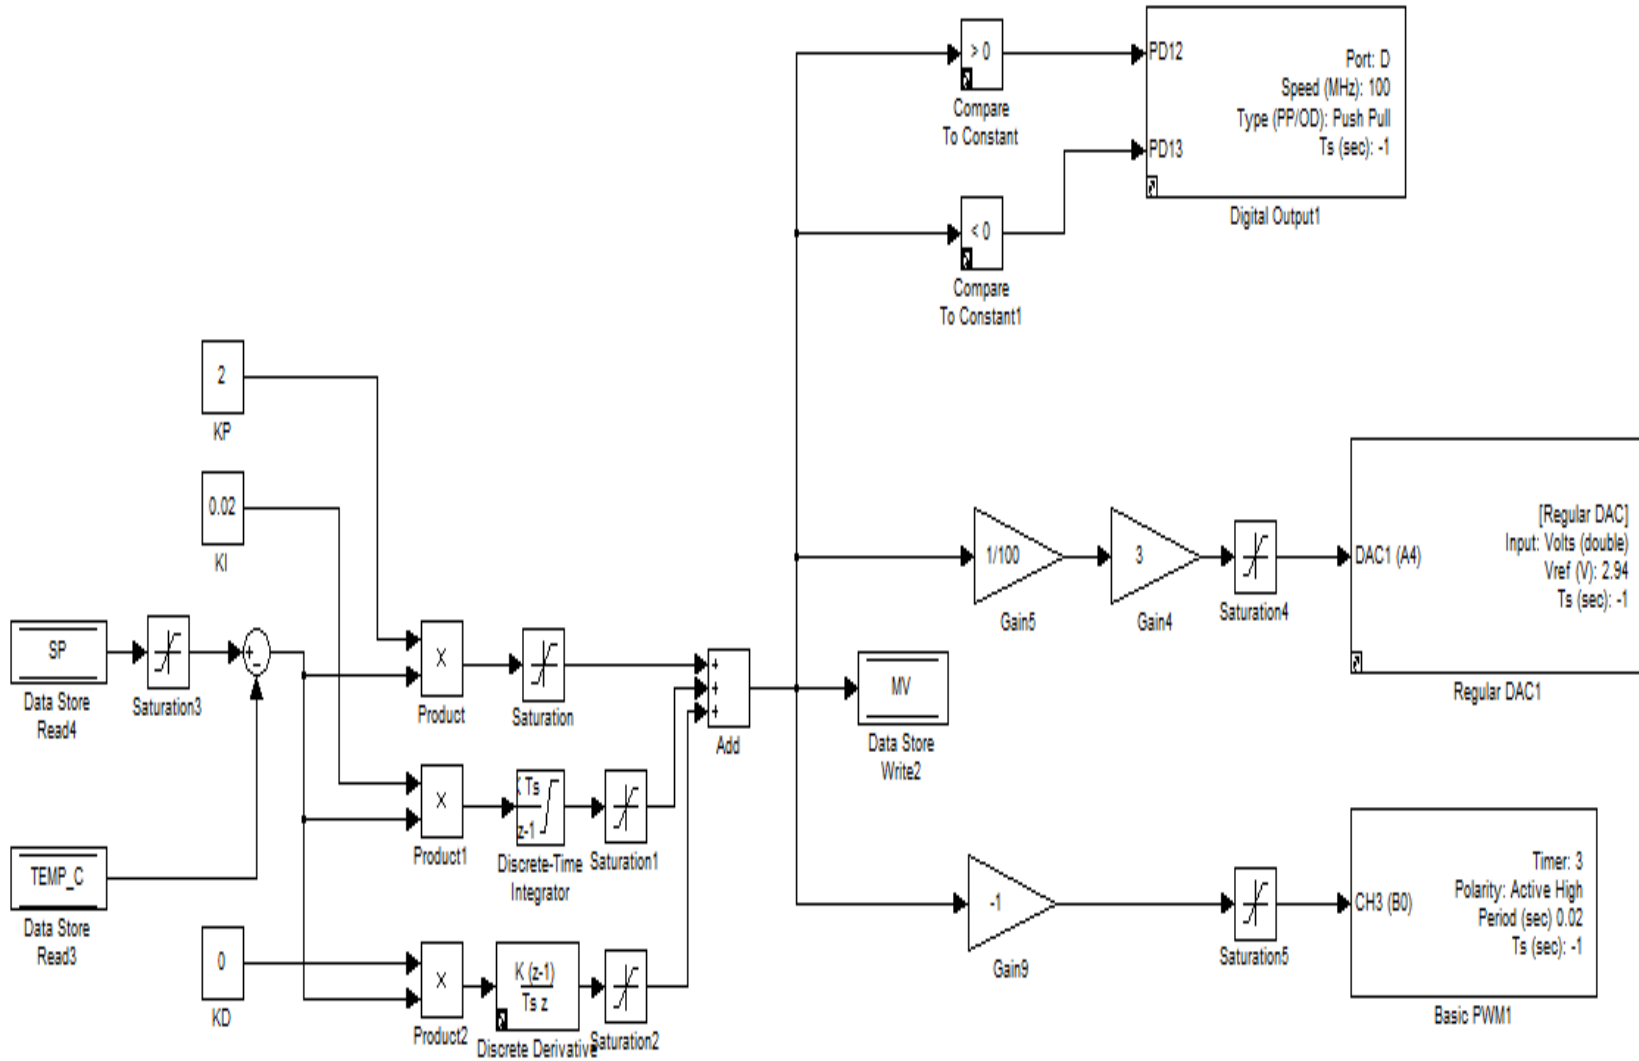 > 0
Compare
To Constant
PD12
PD13
Port: D
Speed (MHz): 100
Type (PP/OD): Push Pull
Ts (sec): -1
Digital Output1
< 0
Compare
To Constant1
2
KP
0.02
KI
SP
Data Store
Read4
Saturation3
+
-
X
Product
Saturation
+
+
+
Add
MV
Data Store
Write2
1/100
Gain5
3
Gain4
Saturation4
DAC1 (A4)
[Regular DAC]
Input: Volts (double)
Vref (V): 2.94
Ts (sec): -1
Regular DAC1
TEMP_C
Data Store
Read3
X
Product1
K Ts
z-1
Discrete-Time
Integrator
Saturation1
0
KD
X
Product2
K (z-1)
Ts z
Discrete Derivative
Saturation2
-1
Gain9
Saturation5
CH3 (B0)
Timer: 3
Polarity: Active High
Period (sec) 0.02
Ts (sec): -1
Basic PWM1